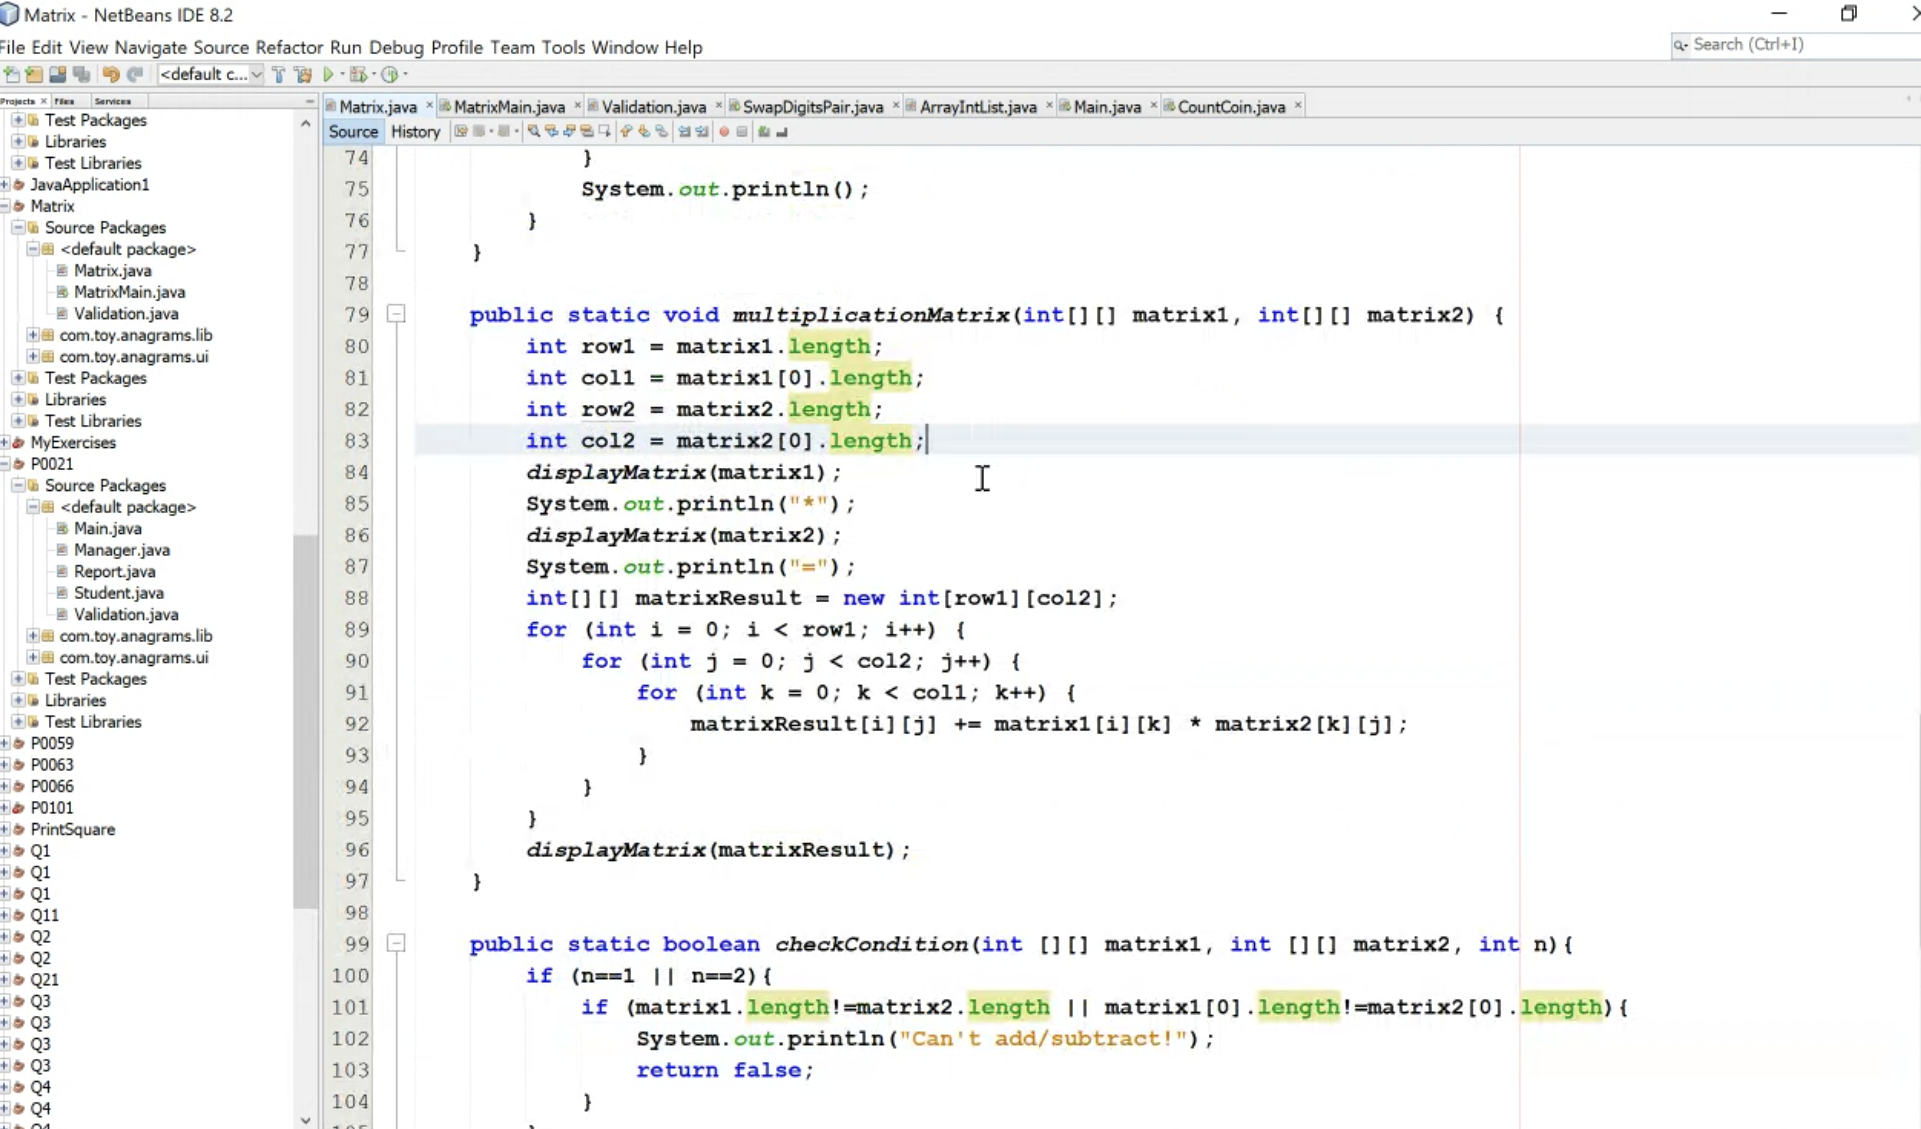 Matrix - NetBeans IDE 8.2
File Edit View Navigate Source Refactor Run Debug Profile Team Tools Window Help
Search (Ctrl+I)
<default c...
Projects Files Services
Test Packages
Libraries
Test Libraries
JavaApplication1
Matrix
Source Packages
<default package>
Matrix.java
MatrixMain.java
Validation.java
com.toy.anagrams.lib
com.toy.anagrams.ui
Test Packages
Libraries
Test Libraries
MyExercises
P0021
Source Packages
<default package>
Main.java
Manager.java
Report.java
Student.java
Validation.java
com.toy.anagrams.lib
com.toy.anagrams.ui
Test Packages
Libraries
Test Libraries
P0059
P0063
P0066
P0101
PrintSquare
Q1
Q1
Q1
Q11
Q2
Q2
Q21
Q3
Q3
Q3
Q3
Q4
Q4
Matrix.java MatrixMain.java Validation.java SwapDigitsPair.java ArrayIntList.java Main.java CountCoin.java
Source History
74 }
75 System.out.println();
76 }
77 }
78
79 public static void multiplicationMatrix(int[][] matrix1, int[][] matrix2) {
80 int row1 = matrix1.length;
81 int col1 = matrix1[0].length;
82 int row2 = matrix2.length;
83 int col2 = matrix2[0].length;
84 displayMatrix(matrix1);
85 System.out.println("*");
86 displayMatrix(matrix2);
87 System.out.println("=");
88 int[][] matrixResult = new int[row1][col2];
89 for (int i = 0; i < row1; i++) {
90 for (int j = 0; j < col2; j++) {
91 for (int k = 0; k < col1; k++) {
92 matrixResult[i][j] += matrix1[i][k] * matrix2[k][j];
93 }
94 }
95 }
96 displayMatrix(matrixResult);
97 }
98
99 public static boolean checkCondition(int [][] matrix1, int [][] matrix2, int n){
100 if (n==1 || n==2){
101 if (matrix1.length!=matrix2.length || matrix1[0].length!=matrix2[0].length){
102 System.out.println("Can't add/subtract!");
103 return false;
104 }